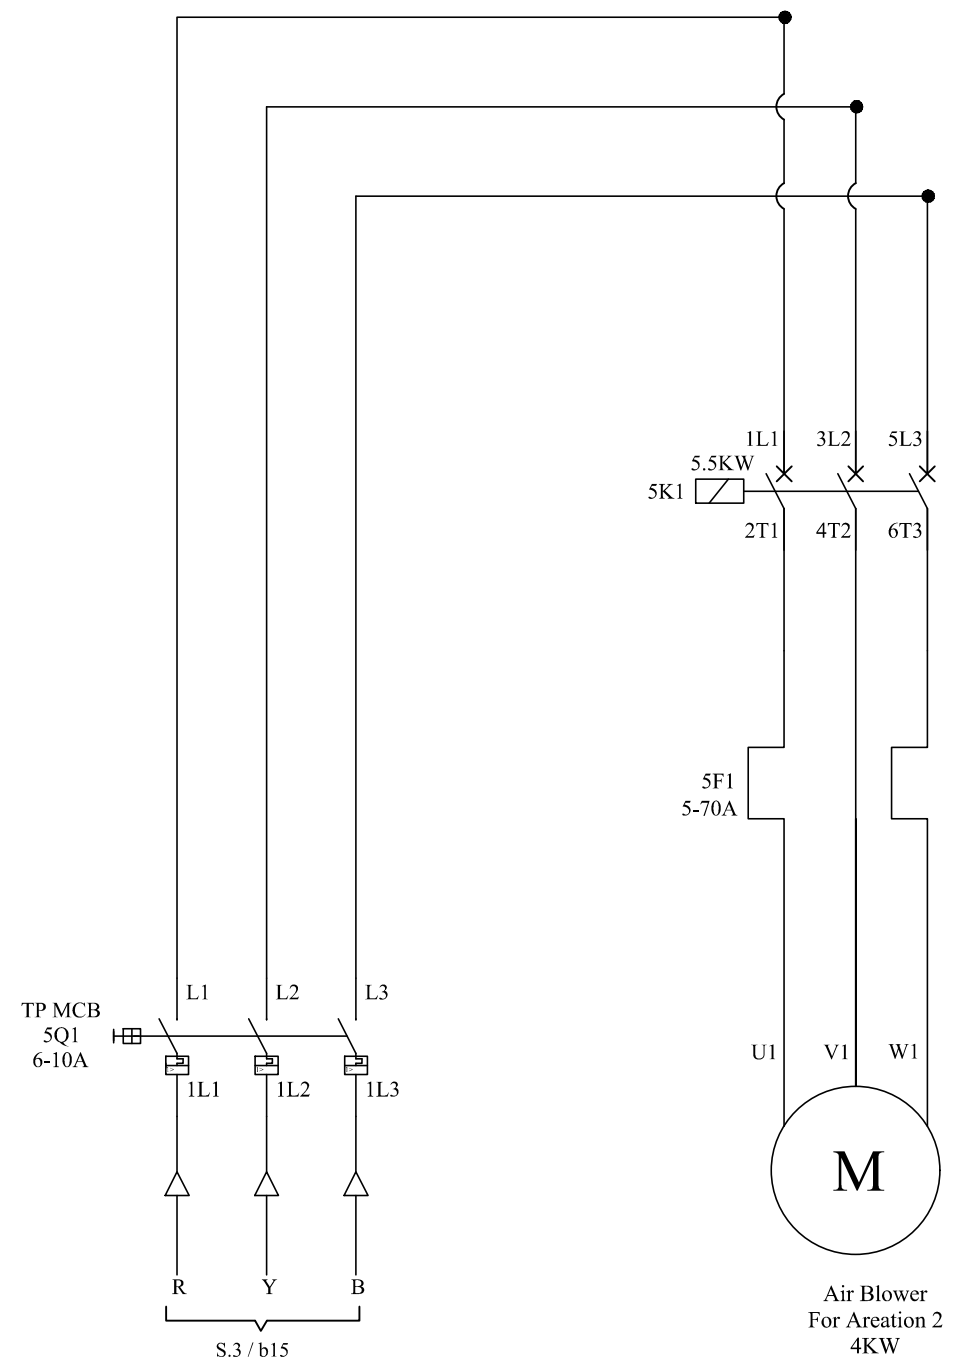 1L1
3L2
5L3
5.5KW
5K1
2T1
4T2
6T3
5F1
5-70A
L1
L2
L3
TP MCB
5Q1
6-10A
1L1
1L2
1L3
U1
V1
W1
M
R
Y
B
S.3 / b15
Air Blower
For Areation 2
4KW